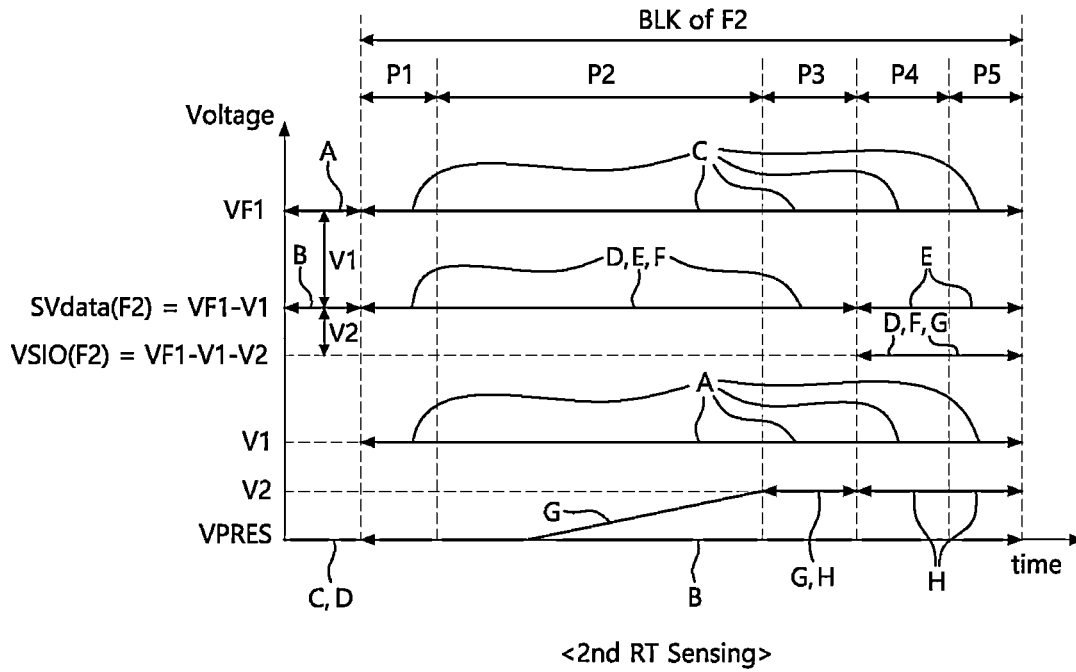 BLK of F2
P1 P2 P3 P4 P5
Voltage
A C
VF1
B V1 D, E, F E
SVdata(F2) = VF1-V1
V2 D, F, G
VSIO(F2) = VF1-V1-V2
A
V1
V2
G
VPRES
time
C, D B G, H H
<2nd RT Sensing>